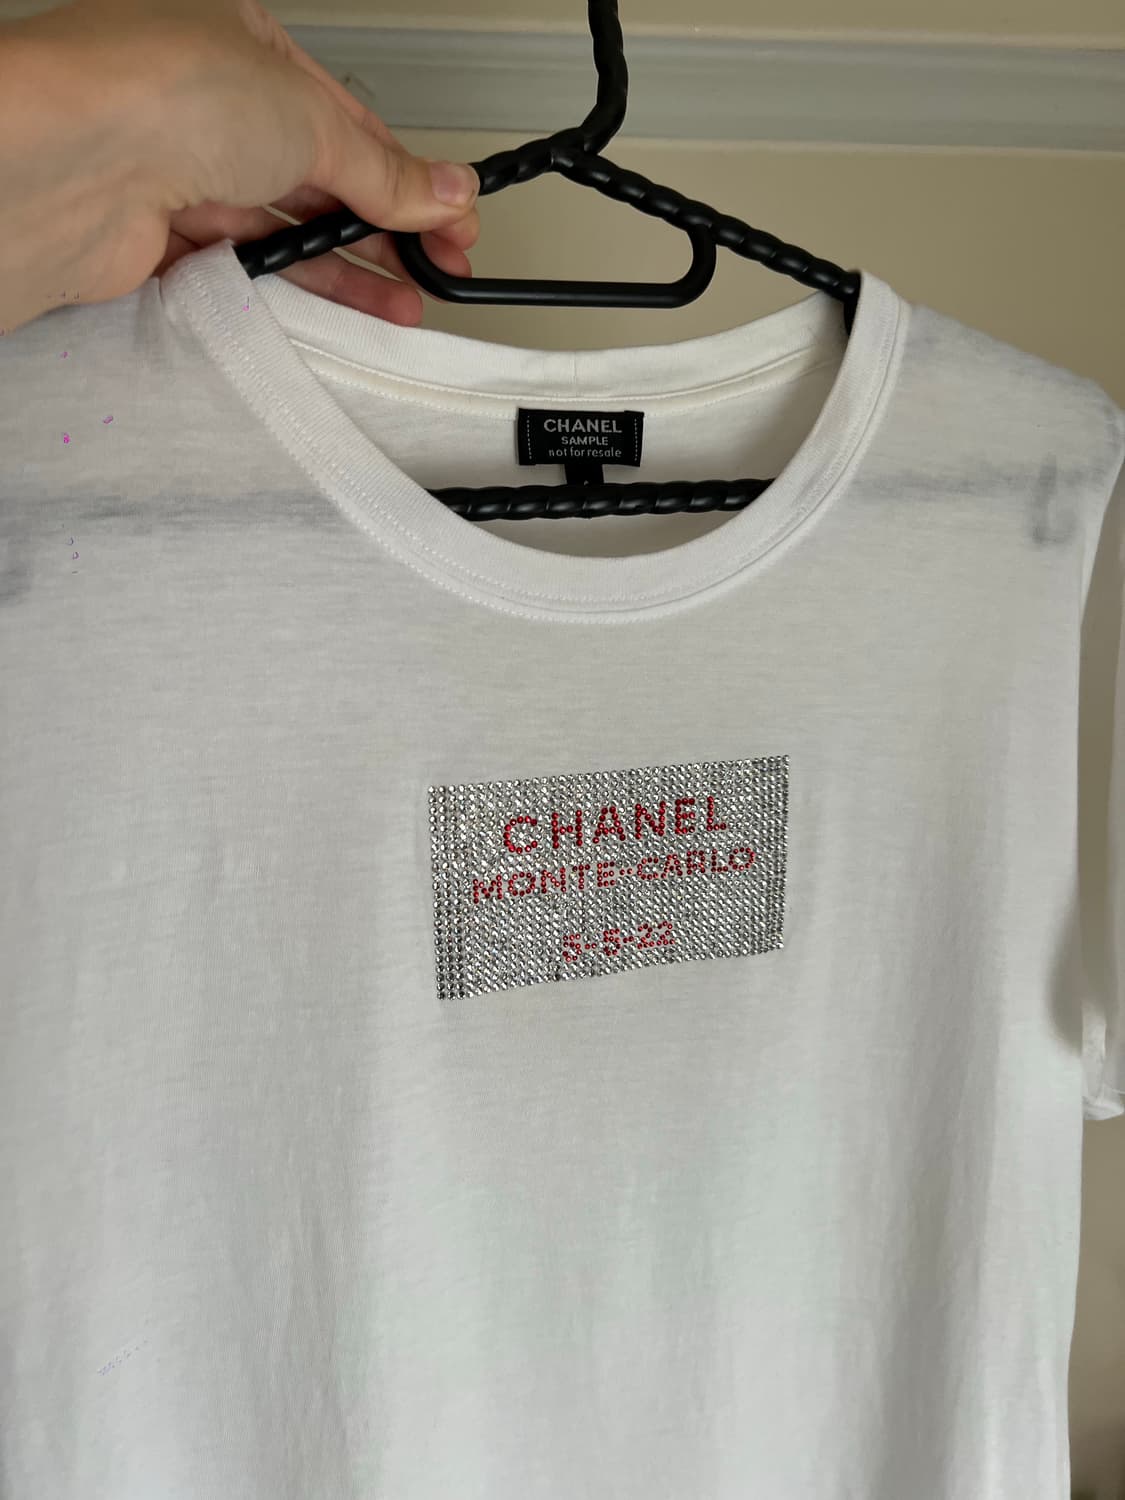 CHANEL
SAMPLE
not for resale
CHANEL
MONTE-CARLO
5-5-22